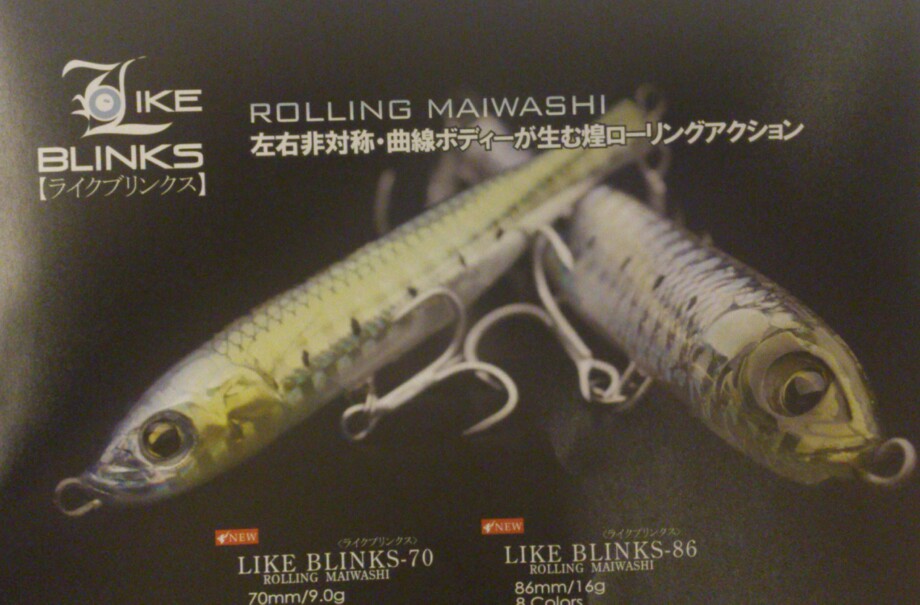 LIKE
BLINKS
【ライクブリンクス】
ROLLING MAIWASHI
左右非対称・曲線ボディーが生む煌ローリングアクション
NEW
〈ライクブリンクス〉
LIKE BLINKS-70
ROLLING MAIWASHI
70mm/9.0g
NEW
〈ライクブリンクス〉
LIKE BLINKS-86
ROLLING MAIWASHI
86mm/16g
8 Colors